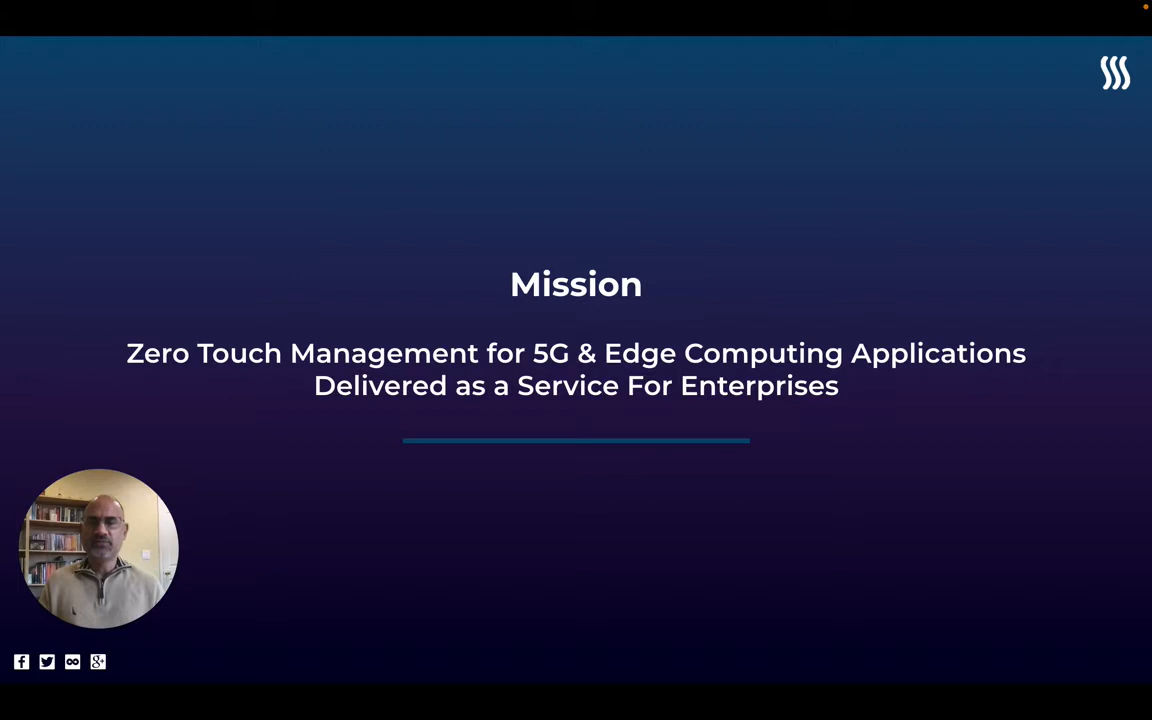 Mission
Zero Touch Management for 5G & Edge Computing Applications
Delivered as a Service For Enterprises